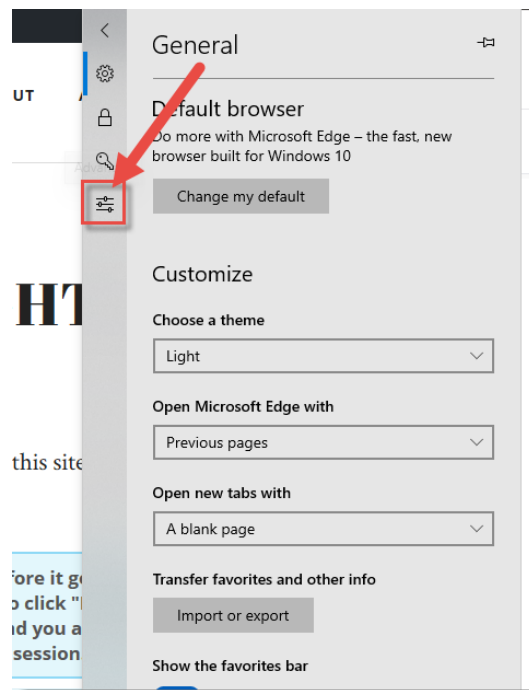 General
UT
Default browser
Do more with Microsoft Edge – the fast, new
browser built for Windows 10
Change my default
Customize
HT
Choose a theme
Light
Open Microsoft Edge with
Previous pages
this site
Open new tabs with
A blank page
fore it g
Transfer favorites and other info
o click "
Import or export
nd you a
session
Show the favorites bar